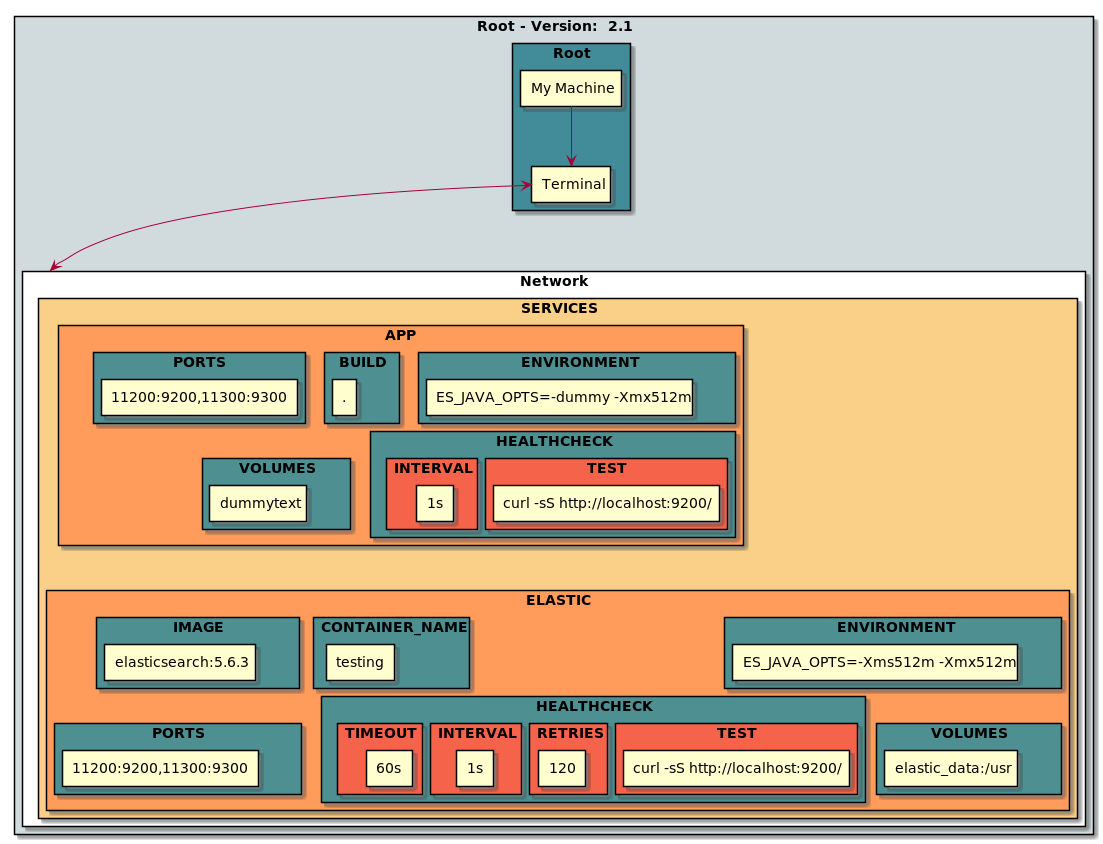 Root - Version:  2.1
Root
My Machine
Terminal
Network
SERVICES
APP
PORTS
11200:9200,11300:9300
BUILD
.
ENVIRONMENT
ES_JAVA_OPTS=-dummy -Xmx512m
VOLUMES
dummytext
HEALTHCHECK
INTERVAL
1s
TEST
curl -sS http://localhost:9200/
ELASTIC
IMAGE
elasticsearch:5.6.3
CONTAINER_NAME
testing
ENVIRONMENT
ES_JAVA_OPTS=-Xms512m -Xmx512m
PORTS
11200:9200,11300:9300
HEALTHCHECK
TIMEOUT
60s
INTERVAL
1s
RETRIES
120
TEST
curl -sS http://localhost:9200/
VOLUMES
elastic_data:/usr